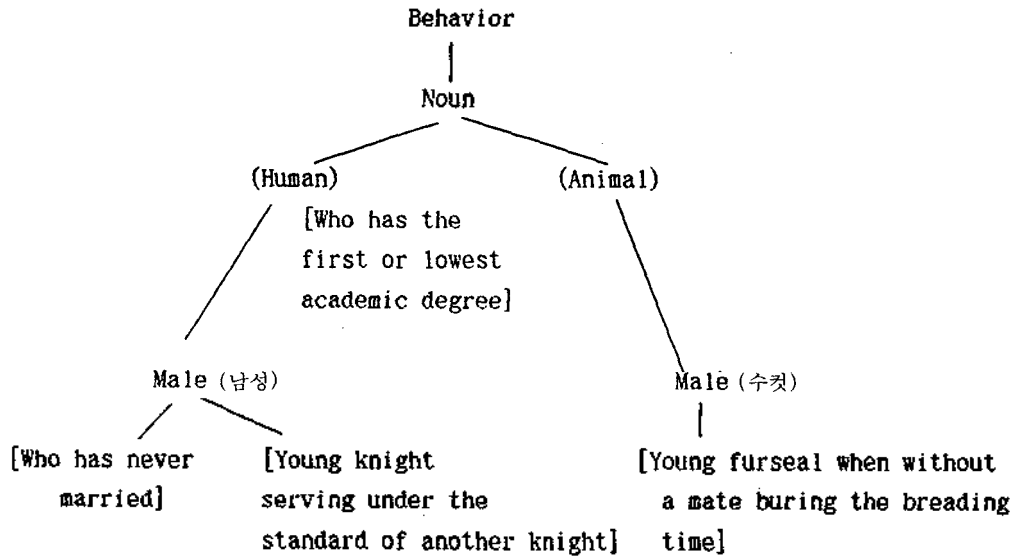 Behavior
Noun
(Human) (Animal)
[Who has the
first or lowest
academic degree]
Male (남성) Male (수컷)
[Who has never
married]
[Young knight
serving under the
standard of another knight]
[Young furseal when without
a mate buring the breading
time]